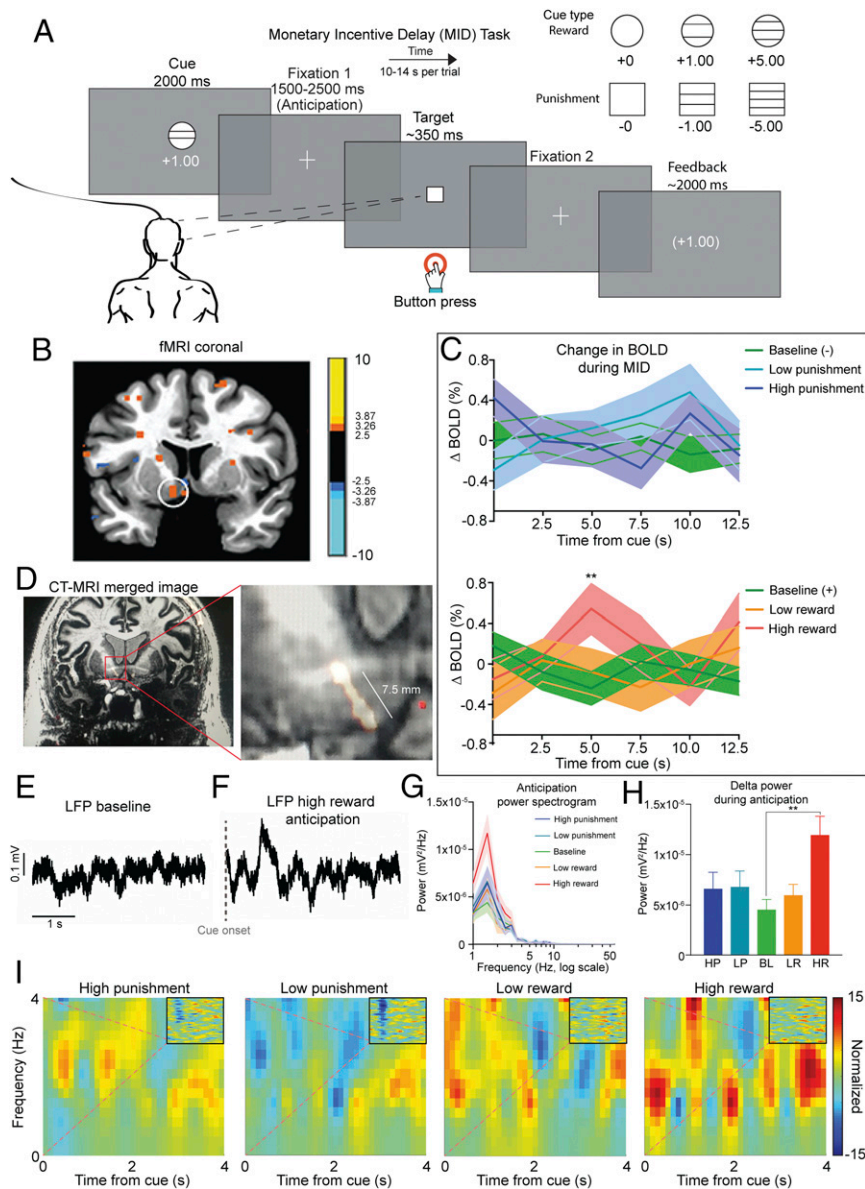 A
Monetary Incentive Delay (MID) Task
Time
10-14 s per trial
Cue type
Reward
+0
+1.00
+5.00
Punishment
-0
-1.00
-5.00
Cue
2000 ms
+1.00
Fixation 1
1500-2500 ms
(Anticipation)
Target
~350 ms
Button press
Fixation 2
Feedback
~2000 ms
(+1.00)
B
fMRI coronal
10
3.87
3.26
2.5
-2.5
-3.26
-3.87
-10
C
Change in BOLD
during MID
Baseline (-)
Low punishment
High punishment
Δ BOLD (%)
0.8
0.4
0
-0.4
-0.8
2.5
5.0
7.5
10.0
12.5
Time from cue (s)
**
Baseline (+)
Low reward
High reward
Δ BOLD (%)
0.8
0.4
0
-0.4
-0.8
2.5
5.0
7.5
10.0
12.5
Time from cue (s)
D
CT-MRI merged image
7.5 mm
E
LFP baseline
0.1 mV
1 s
F
LFP high reward
anticipation
Cue onset
G
Anticipation
power spectrogram
High punishment
Low punishment
Baseline
Low reward
High reward
Power (mV²/Hz)
1.5x10⁻⁵
1x10⁻⁵
5x10⁻⁶
0
1
5
10
50
Frequency (Hz, log scale)
H
Delta power
during anticipation
**
Power (mV²/Hz)
1.5x10⁻⁵
1x10⁻⁵
5x10⁻⁶
0
HP
LP
BL
LR
HR
I
High punishment
Low punishment
Low reward
High reward
Frequency (Hz)
4
0
0
2
4
Time from cue (s)
0
2
4
Time from cue (s)
0
2
4
Time from cue (s)
0
2
4
Time from cue (s)
15
Normalized
-15